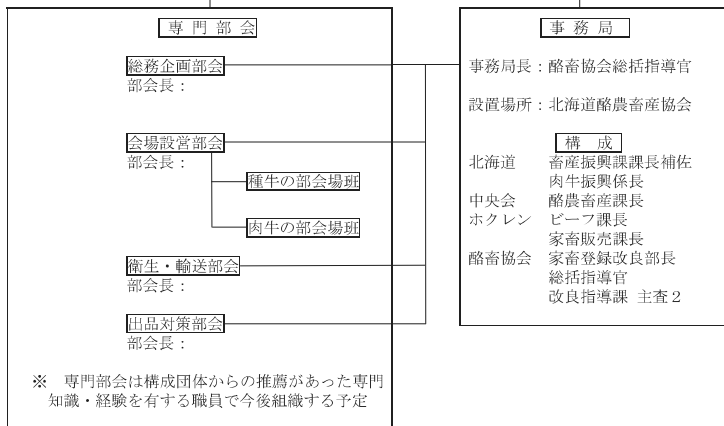 専門部会
総務企画部会
部会長：
会場設営部会
部会長：
種牛の部会場班
肉牛の部会場班
衛生・輸送部会
部会長：
出品対策部会
部会長：
※　専門部会は構成団体からの推薦があった専門
知識・経験を有する職員で今後組織する予定
事務局
事務局長：酪畜協会総括指導官
設置場所：北海道酪農畜産協会
構　成
北海道　畜産振興課課長補佐
肉牛振興係長
中央会　酪農畜産課長
ホクレン　ビーフ課長
家畜販売課長
酪畜協会　家畜登録改良部長
総括指導官
改良指導課 主査２